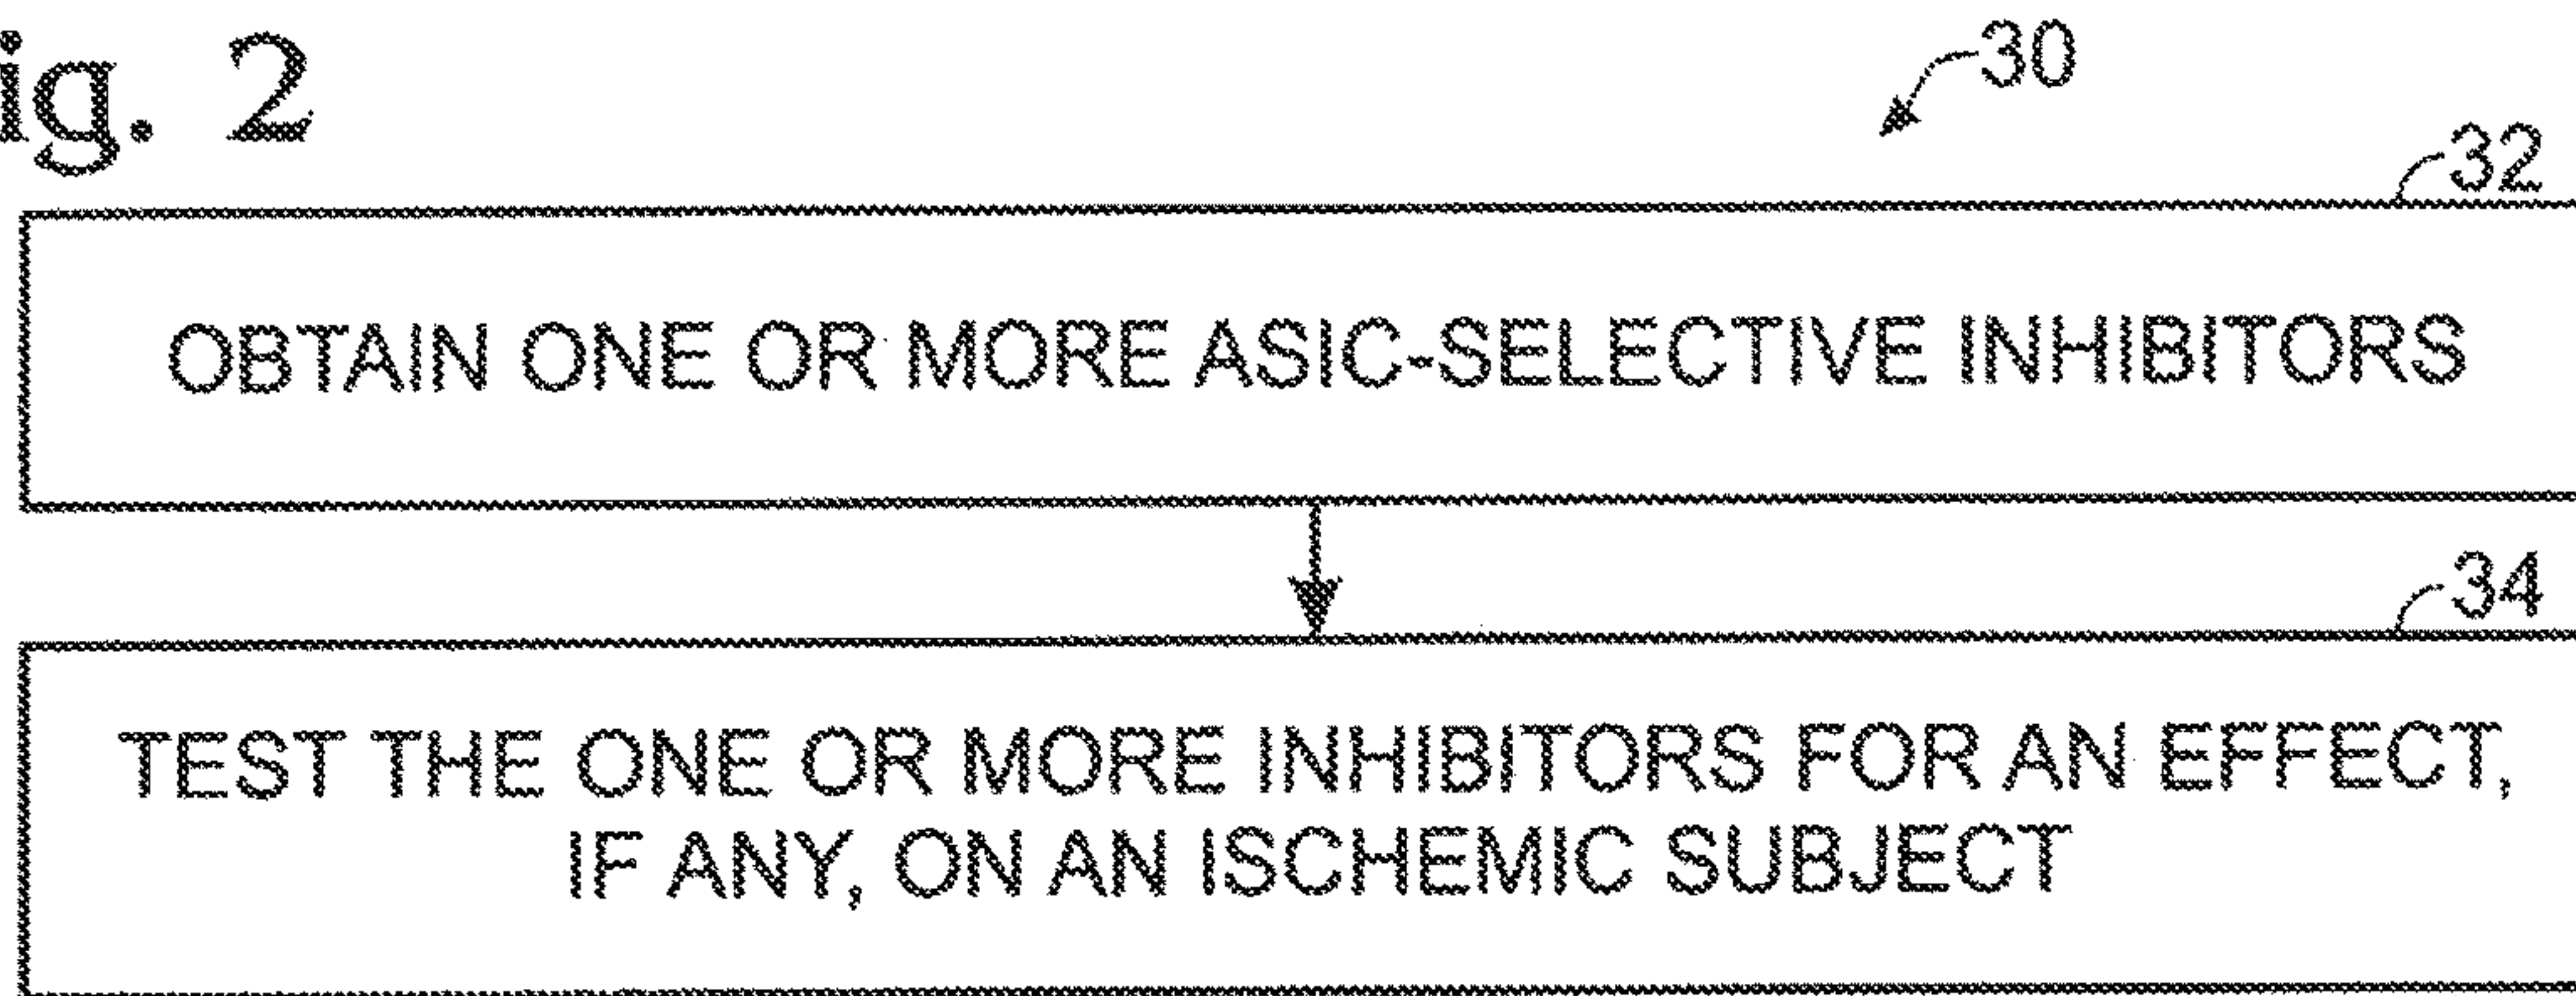 ig. 2
30
32
OBTAIN ONE OR MORE ASIC-SELECTIVE INHIBITORS
34
TEST THE ONE OR MORE INHIBITORS FOR AN EFFECT,
IF ANY, ON AN ISCHEMIC SUBJECT